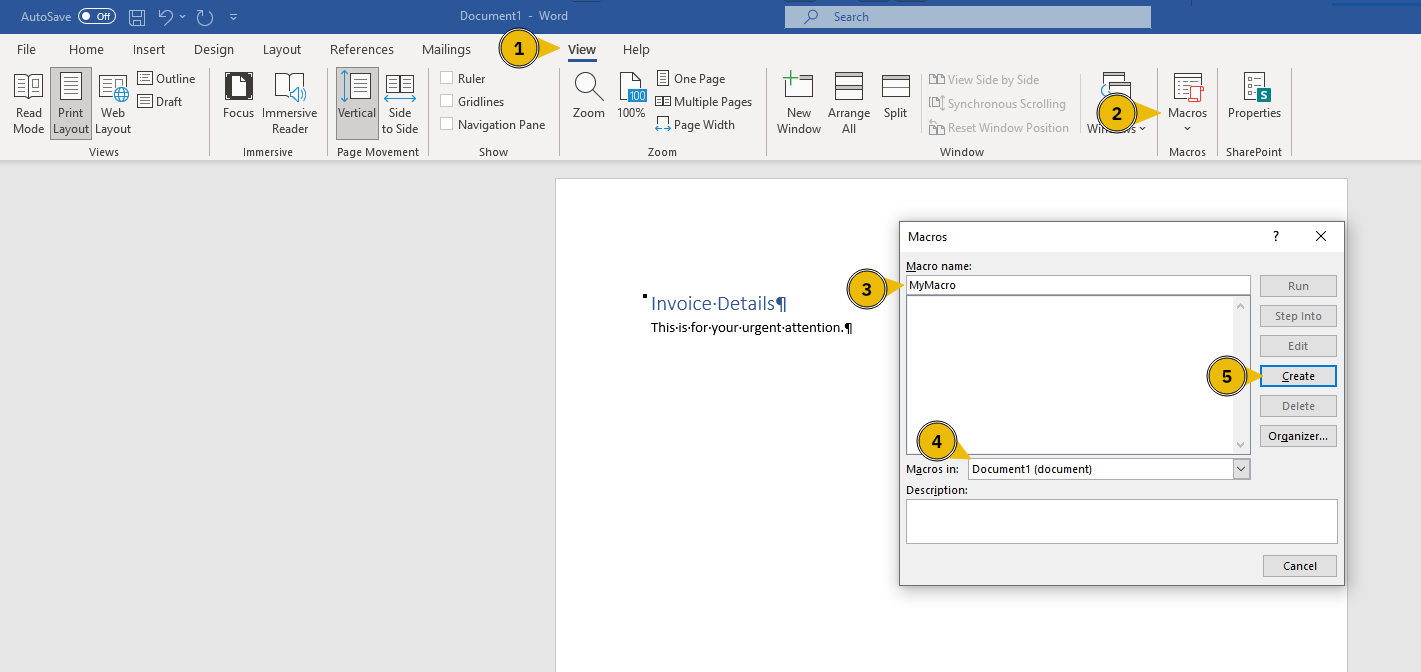 AutoSave Off
Document1 - Word
Search
File Home Insert Design Layout References Mailings 1 View Help
Read Mode
Print Layout
Web Layout
Outline
Draft
Views
Focus
Immersive Reader
Immersive
Vertical
Side to Side
Page Movement
Ruler
Gridlines
Navigation Pane
Show
Zoom
100
100%
One Page
Multiple Pages
Page Width
Zoom
New Window
Arrange All
Split
View Side by Side
Synchronous Scrolling
Reset Window Position
Window
2
Macros
Macros
S
Properties
SharePoint
Invoice·Details¶
This·is·for·your·urgent·attention.¶
Macros ?
Macro name:
3 MyMacro
Run
Step Into
Edit
5 Create
Delete
Organizer...
4
Macros in: Document1 (document)
Description:
Cancel